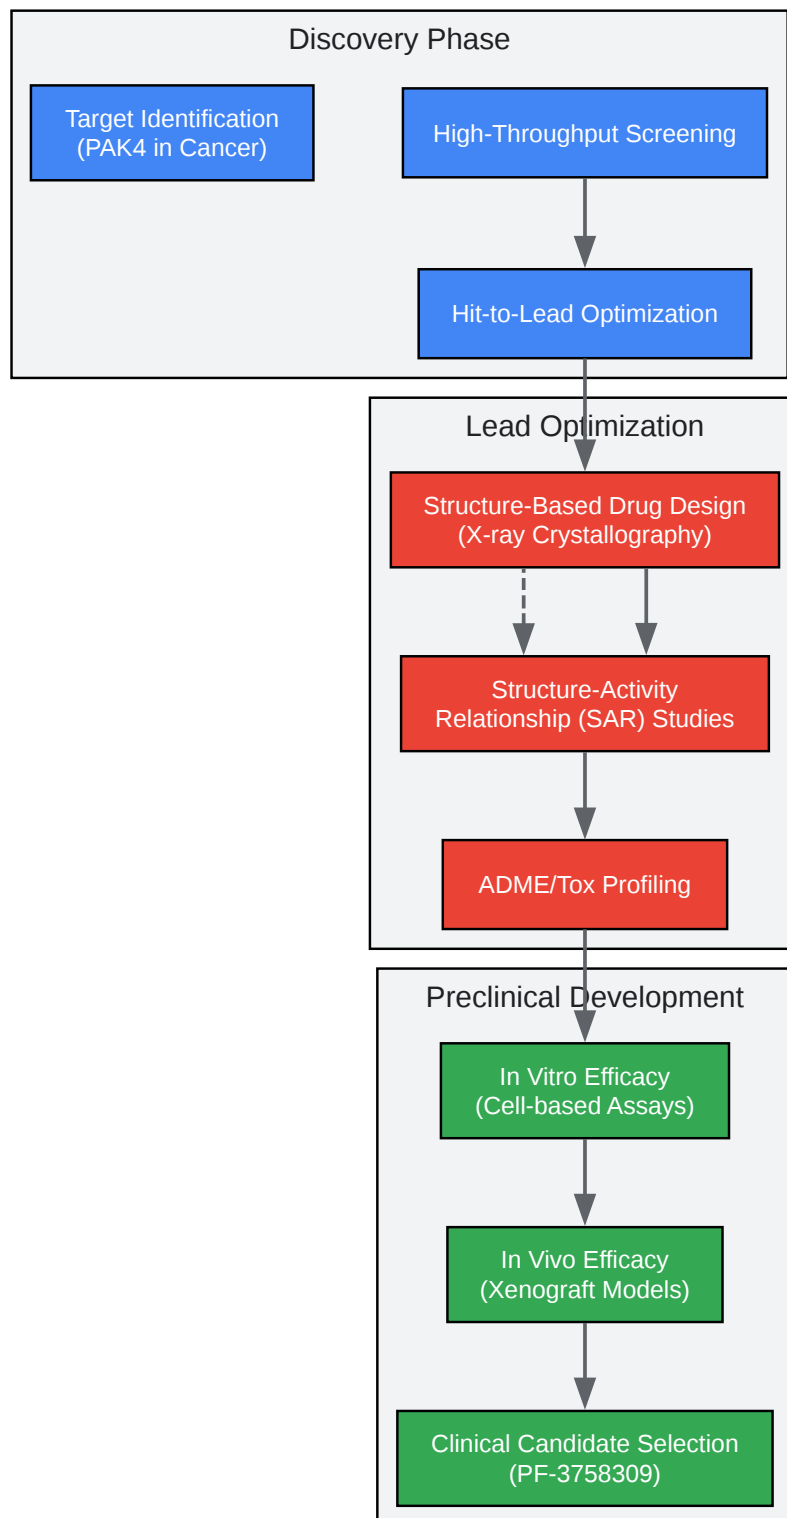 Discovery Phase
Target Identification
(PAK4 in Cancer)
High-Throughput Screening
Hit-to-Lead Optimization
Lead Optimization
Structure-Based Drug Design
(X-ray Crystallography)
Structure-Activity
Relationship (SAR) Studies
ADME/Tox Profiling
Preclinical Development
In Vitro Efficacy
(Cell-based Assays)
In Vivo Efficacy
(Xenograft Models)
Clinical Candidate Selection
(PF-3758309)